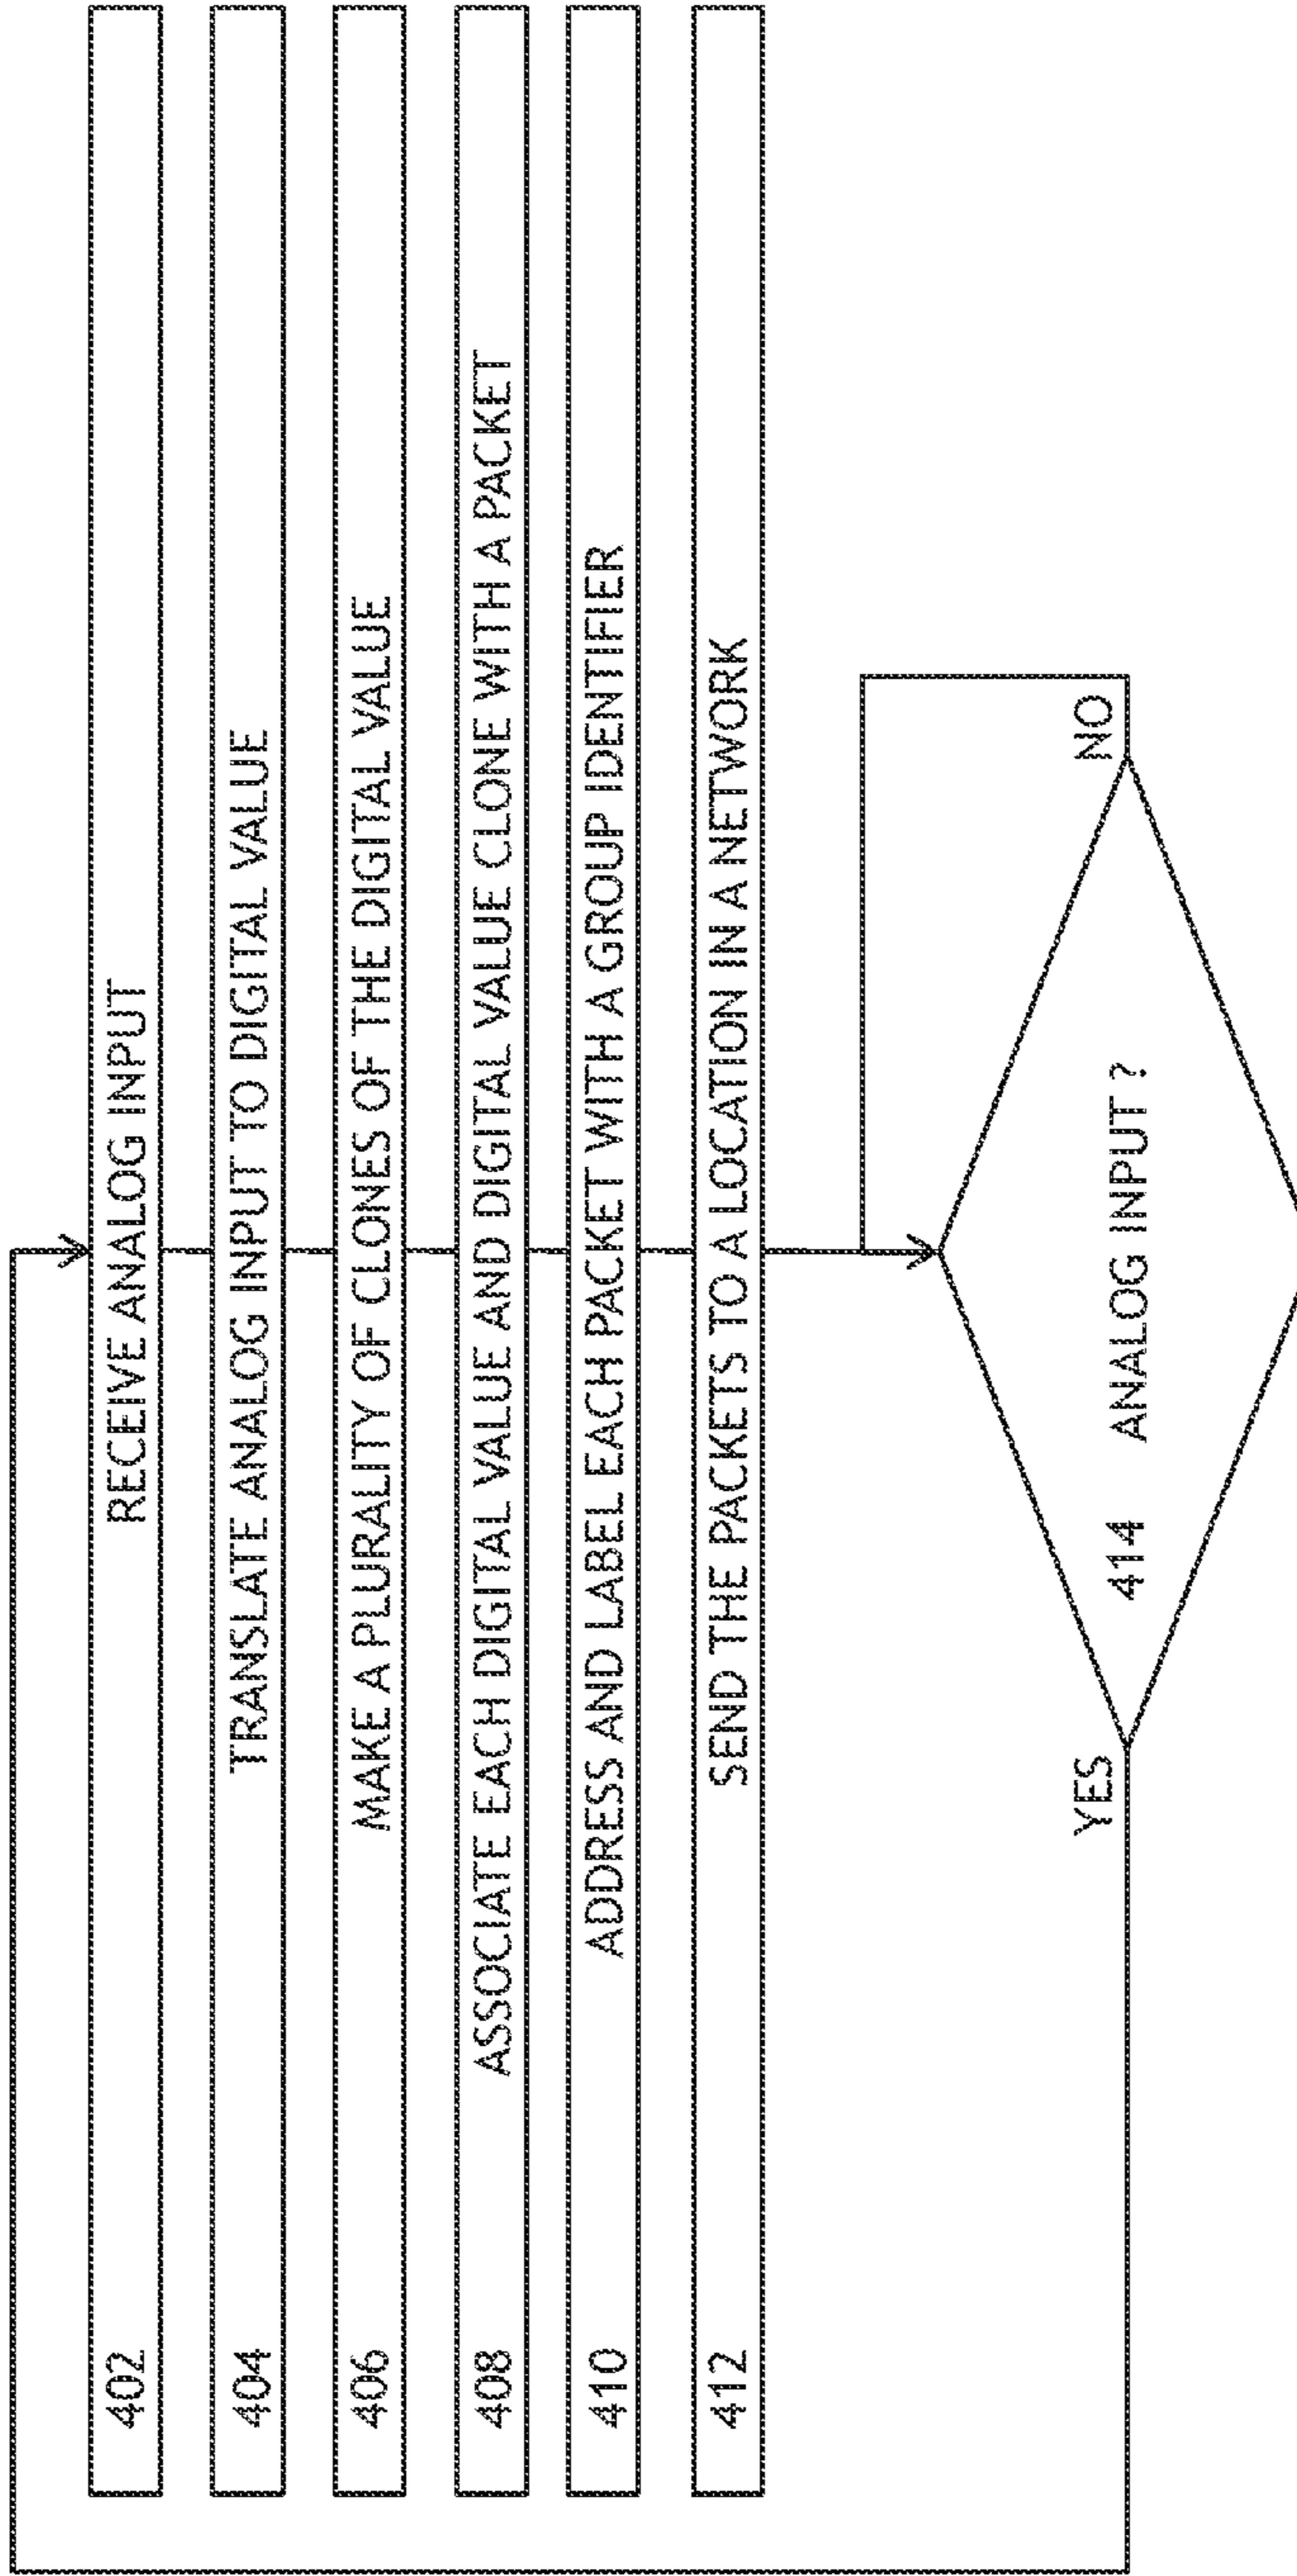 402 RECEIVE ANALOG INPUT
404 TRANSLATE ANALOG INPUT TO DIGITAL VALUE
406 MAKE A PLURALITY OF CLONES OF THE DIGITAL VALUE
408 ASSOCIATE EACH DIGITAL VALUE AND DIGITAL VALUE CLONE WITH A PACKET
410 ADDRESS AND LABEL EACH PACKET WITH A GROUP IDENTIFIER
412 SEND THE PACKETS TO A LOCATION IN A NETWORK
YES
NO
414 ANALOG INPUT ?